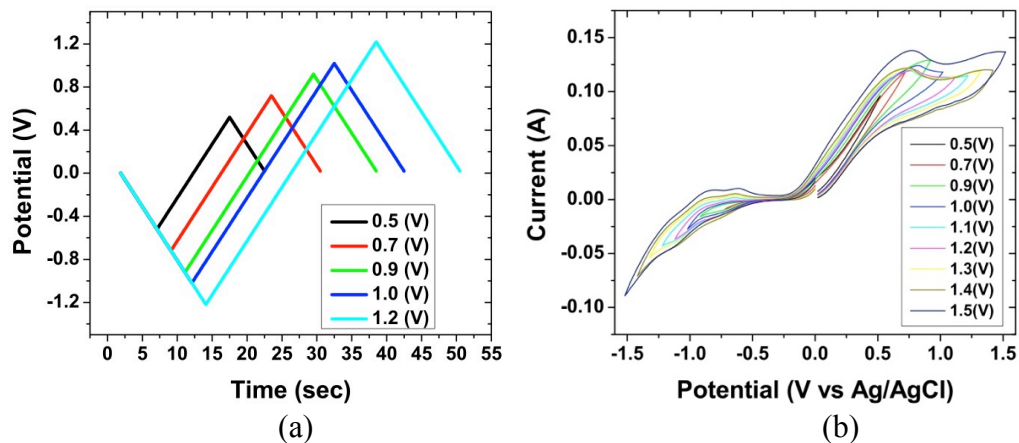 Potential (V)
1.2
0.8
0.4
0.0
-0.4
-0.8
-1.2
0.5 (V)
0.7 (V)
0.9 (V)
1.0 (V)
1.2 (V)
0 5 10 15 20 25 30 35 40 45 50 55
Time (sec)
(a)
Current (A)
0.15
0.10
0.05
0.00
-0.05
-0.10
0.5(V)
0.7(V)
0.9(V)
1.0(V)
1.1(V)
1.2(V)
1.3(V)
1.4(V)
1.5(V)
-1.5 -1.0 -0.5 0.0 0.5 1.0 1.5
Potential (V vs Ag/AgCl)
(b)